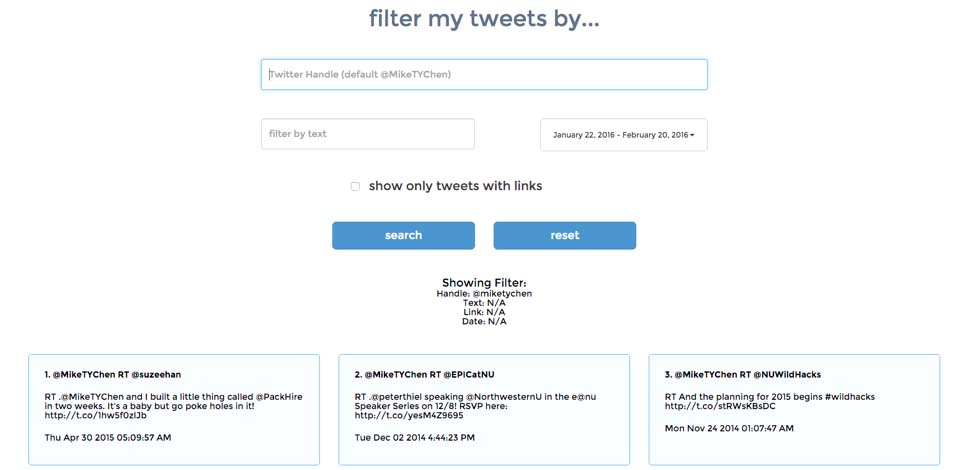 filter my tweets by...
Twitter Handle (default @MikeTYChen)
filter by text
January 22, 2016 - February 20, 2016
show only tweets with links
search
reset
Showing Filter:
Handle: @miketychen
Text: N/A
Link: N/A
Date: N/A
1. @MikeTYChen RT @suzeehan
RT .@MikeTYChen and I built a little thing called @PackHire
in two weeks. It's a baby but go poke holes in it!
http://t.co/1hw5f0zIJb
Thu Apr 30 2015 05:09:57 AM
2. @MikeTYChen RT @EPICatNU
RT .@peterthiel speaking @NorthwesternU in the e@nu
Speaker Series on 12/8! RSVP here:
http://t.co/yesM4Z9695
Tue Dec 02 2014 4:44:23 PM
3. @MikeTYChen RT @NUWildHacks
RT And the planning for 2015 begins #wildhacks
http://t.co/stRWsKBsDC
Mon Nov 24 2014 01:07:47 AM